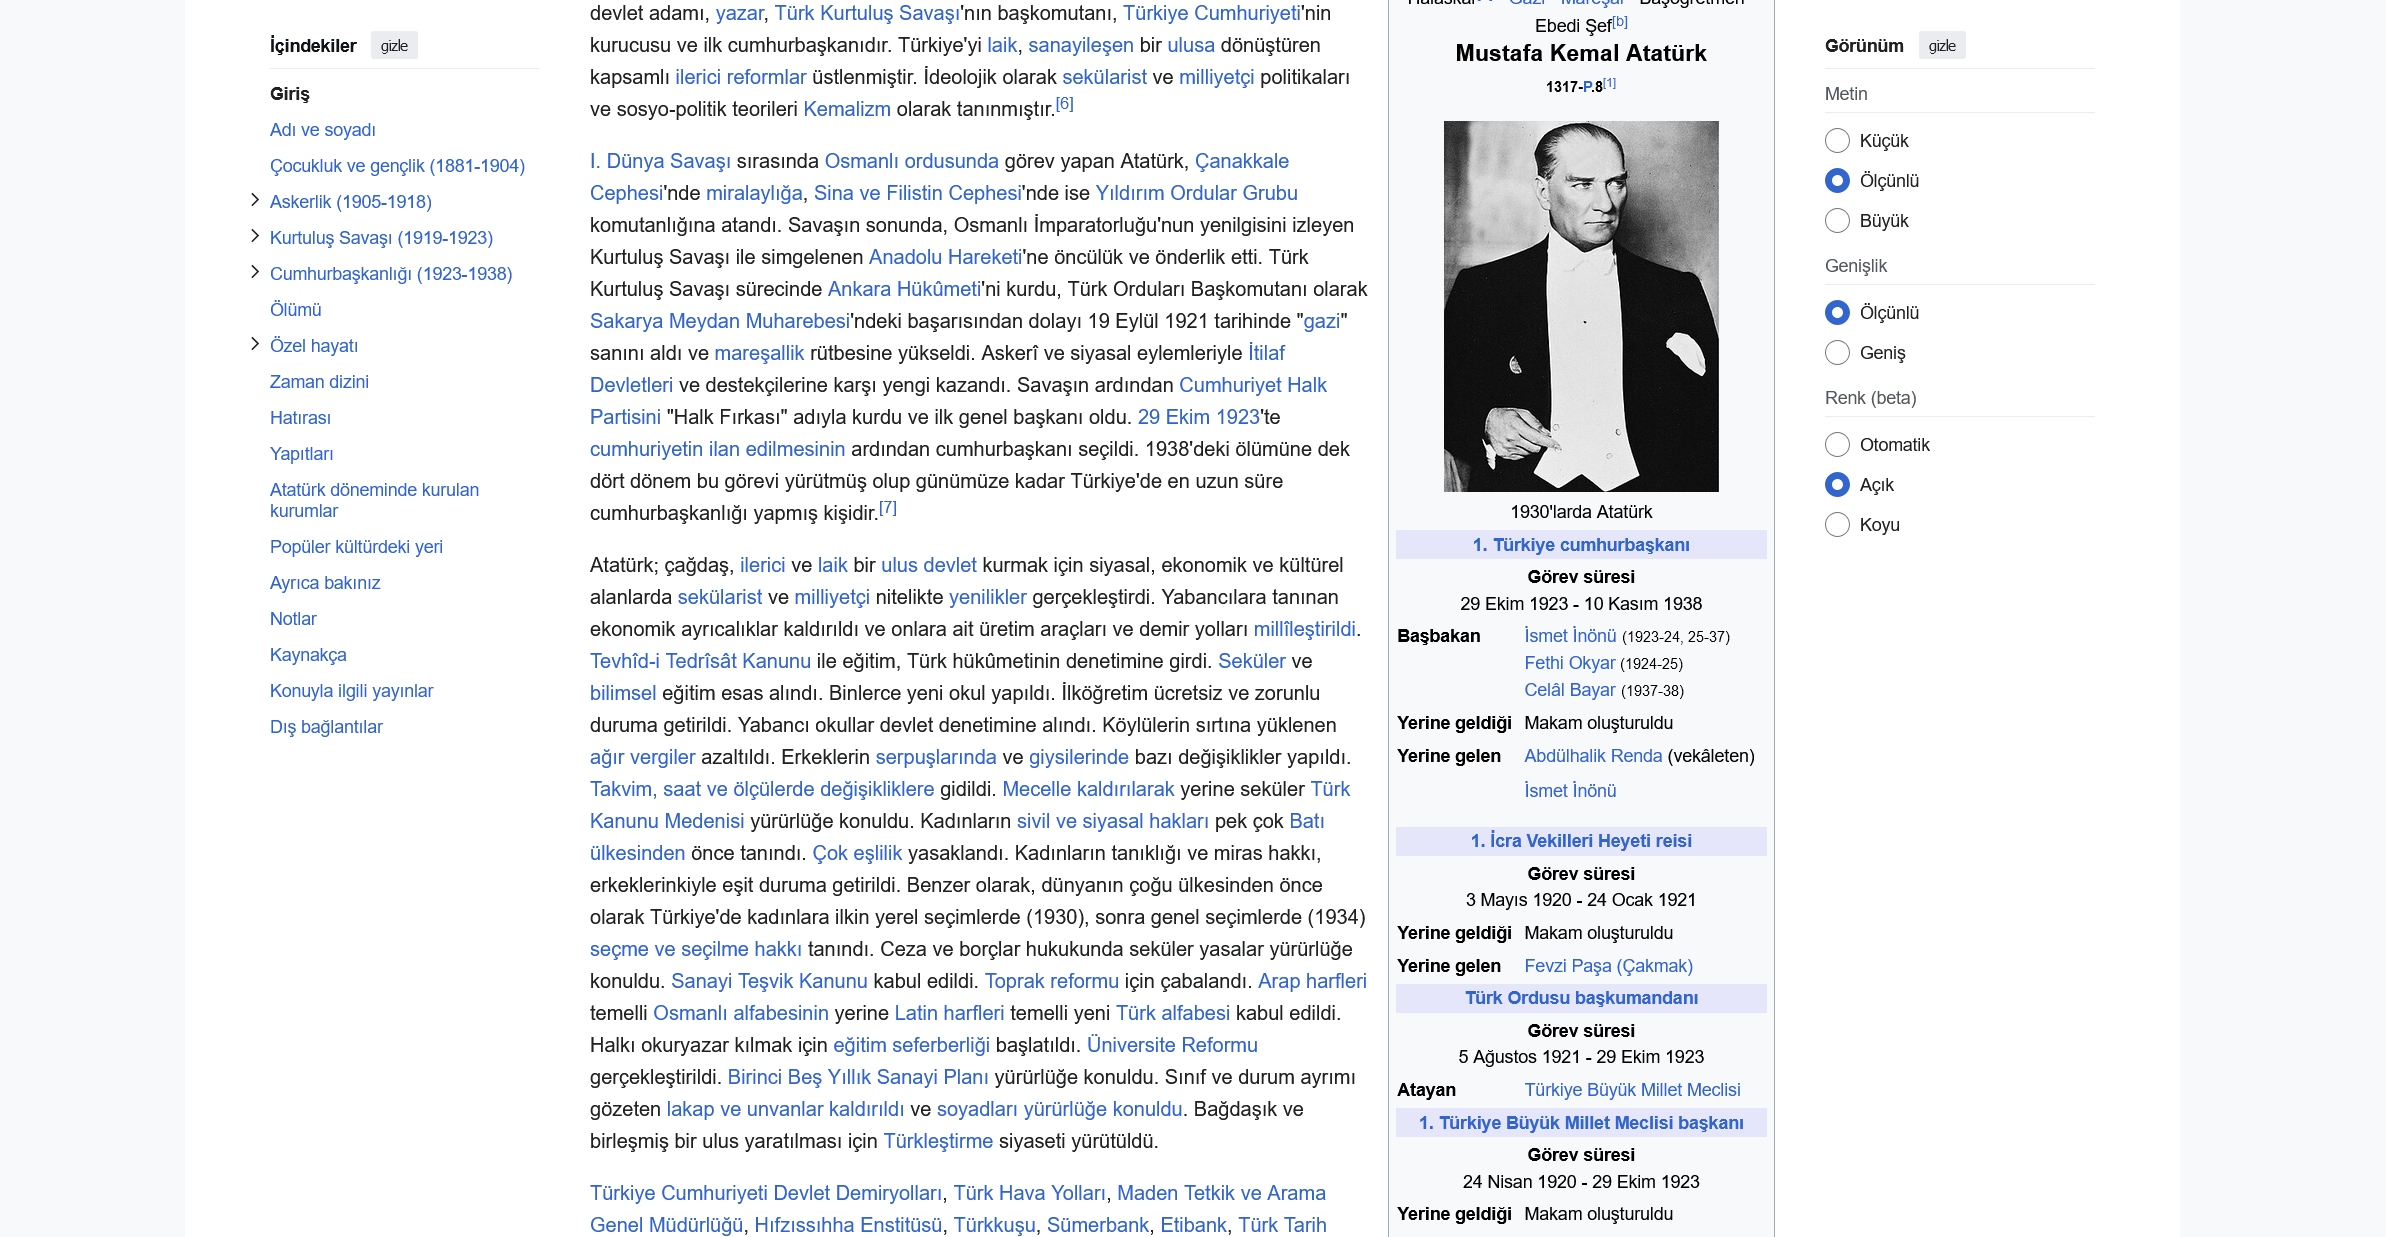 İçindekiler gizle
Giriş
Adı ve soyadı
Çocukluk ve gençlik (1881-1904)
Askerlik (1905-1918)
Kurtuluş Savaşı (1919-1923)
Cumhurbaşkanlığı (1923-1938)
Ölümü
Özel hayatı
Zaman dizini
Hatırası
Yapıtları
Atatürk döneminde kurulan
kurumlar
Popüler kültürdeki yeri
Ayrıca bakınız
Notlar
Kaynakça
Konuyla ilgili yayınlar
Dış bağlantılar
devlet adamı, yazar, Türk Kurtuluş Savaşı'nın başkomutanı, Türkiye Cumhuriyeti'nin
kurucusu ve ilk cumhurbaşkanıdır. Türkiye'yi laik, sanayileşen bir ulusa dönüştüren
kapsamlı ilerici reformlar üstlenmiştir. İdeolojik olarak sekülarist ve milliyetçi politikaları
ve sosyo-politik teorileri Kemalizm olarak tanınmıştır.[6]
I. Dünya Savaşı sırasında Osmanlı ordusunda görev yapan Atatürk, Çanakkale
Cephesi'nde miralaylığa, Sina ve Filistin Cephesi'nde ise Yıldırım Ordular Grubu
komutanlığına atandı. Savaşın sonunda, Osmanlı İmparatorluğu'nun yenilgisini izleyen
Kurtuluş Savaşı ile simgelenen Anadolu Hareketi'ne öncülük ve önderlik etti. Türk
Kurtuluş Savaşı sürecinde Ankara Hükûmeti'ni kurdu, Türk Orduları Başkomutanı olarak
Sakarya Meydan Muharebesi'ndeki başarısından dolayı 19 Eylül 1921 tarihinde "gazi"
sanını aldı ve mareşallik rütbesine yükseldi. Askerî ve siyasal eylemleriyle İtilaf
Devletleri ve destekçilerine karşı yengi kazandı. Savaşın ardından Cumhuriyet Halk
Partisini "Halk Fırkası" adıyla kurdu ve ilk genel başkanı oldu. 29 Ekim 1923'te
cumhuriyetin ilan edilmesinin ardından cumhurbaşkanı seçildi. 1938'deki ölümüne dek
dört dönem bu görevi yürütmüş olup günümüze kadar Türkiye'de en uzun süre
cumhurbaşkanlığı yapmış kişidir.[7]
Atatürk; çağdaş, ilerici ve laik bir ulus devlet kurmak için siyasal, ekonomik ve kültürel
alanlarda sekülarist ve milliyetçi nitelikte yenilikler gerçekleştirdi. Yabancılara tanınan
ekonomik ayrıcalıklar kaldırıldı ve onlara ait üretim araçları ve demir yolları millîleştirildi.
Tevhîd-i Tedrîsât Kanunu ile eğitim, Türk hükûmetinin denetimine girdi. Seküler ve
bilimsel eğitim esas alındı. Binlerce yeni okul yapıldı. İlköğretim ücretsiz ve zorunlu
duruma getirildi. Yabancı okullar devlet denetimine alındı. Köylülerin sırtına yüklenen
ağır vergiler azaltıldı. Erkeklerin serpuşlarında ve giysilerinde bazı değişiklikler yapıldı.
Takvim, saat ve ölçülerde değişikliklere gidildi. Mecelle kaldırılarak yerine seküler Türk
Kanunu Medenisi yürürlüğe konuldu. Kadınların sivil ve siyasal hakları pek çok Batı
ülkesinden önce tanındı. Çok eşlilik yasaklandı. Kadınların tanıklığı ve miras hakkı,
erkeklerinkiyle eşit duruma getirildi. Benzer olarak, dünyanın çoğu ülkesinden önce
olarak Türkiye'de kadınlara ilkin yerel seçimlerde (1930), sonra genel seçimlerde (1934)
seçme ve seçilme hakkı tanındı. Ceza ve borçlar hukukunda seküler yasalar yürürlüğe
konuldu. Sanayi Teşvik Kanunu kabul edildi. Toprak reformu için çabalandı. Arap harfleri
temelli Osmanlı alfabesinin yerine Latin harfleri temelli yeni Türk alfabesi kabul edildi.
Halkı okuryazar kılmak için eğitim seferberliği başlatıldı. Üniversite Reformu
gerçekleştirildi. Birinci Beş Yıllık Sanayi Planı yürürlüğe konuldu. Sınıf ve durum ayrımı
gözeten lakap ve unvanlar kaldırıldı ve soyadları yürürlüğe konuldu. Bağdaşık ve
birleşmiş bir ulus yaratılması için Türkleştirme siyaseti yürütüldü.
Türkiye Cumhuriyeti Devlet Demiryolları, Türk Hava Yolları, Maden Tetkik ve Arama
Genel Müdürlüğü, Hıfzıssıhha Enstitüsü, Türkkuşu, Sümerbank, Etibank, Türk Tarih
Ebedi Şef[b]
Mustafa Kemal Atatürk
1317-P.8[1]
1930'larda Atatürk
1. Türkiye cumhurbaşkanı
Görev süresi
29 Ekim 1923 - 10 Kasım 1938
Başbakan İsmet İnönü (1923-24, 25-37)
Fethi Okyar (1924-25)
Celâl Bayar (1937-38)
Yerine geldiği Makam oluşturuldu
Yerine gelen Abdülhalik Renda (vekâleten)
İsmet İnönü
1. İcra Vekilleri Heyeti reisi
Görev süresi
3 Mayıs 1920 - 24 Ocak 1921
Yerine geldiği Makam oluşturuldu
Yerine gelen Fevzi Paşa (Çakmak)
Türk Ordusu başkumandanı
Görev süresi
5 Ağustos 1921 - 29 Ekim 1923
Atayan Türkiye Büyük Millet Meclisi
1. Türkiye Büyük Millet Meclisi başkanı
Görev süresi
24 Nisan 1920 - 29 Ekim 1923
Yerine geldiği Makam oluşturuldu
Görünüm gizle
Metin
Küçük
Ölçünlü
Büyük
Genişlik
Ölçünlü
Geniş
Renk (beta)
Otomatik
Açık
Koyu